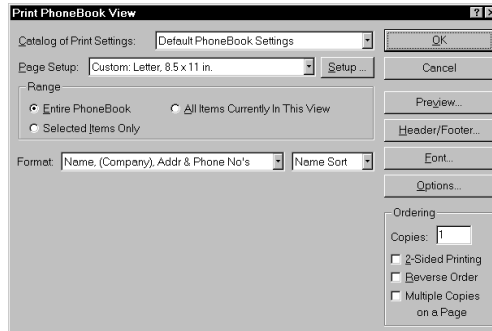 Print PhoneBook View
Catalog of Print Settings: Default PhoneBook Settings
OK
Page Setup: Custom: Letter, 8.5 x 11 in. Setup ...
Cancel
Range
Entire PhoneBook All Items Currently In This View
Preview...
Selected Items Only
Header/Footer...
Format: Name, (Company), Addr & Phone No's Name Sort
Font...
Options...
Ordering
Copies: 1
2-Sided Printing
Reverse Order
Multiple Copies
on a Page